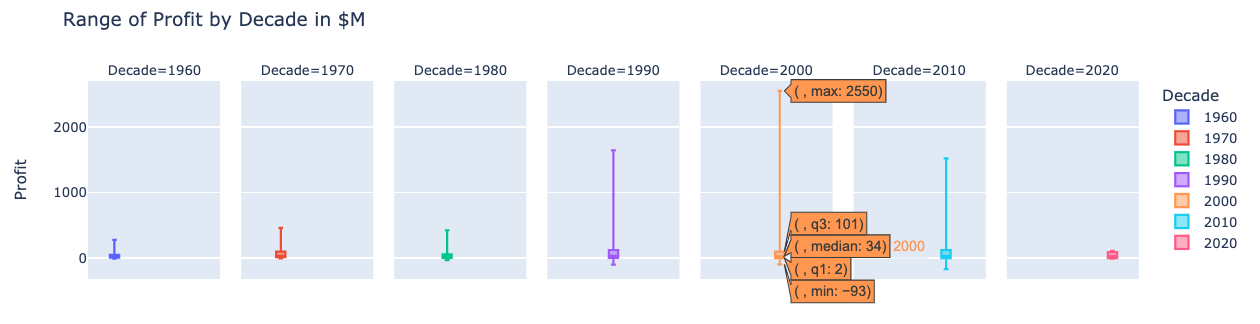 Range of Profit by Decade in $M
Decade=1960 Decade=1970 Decade=1980 Decade=1990 Decade=2000 Decade=2010 Decade=2020
Profit
2000
1000
0
( , max: 2550)
( , q3: 101)
( , median: 34) 2000
( , q1: 2)
( , min: −93)
Decade
1960
1970
1980
1990
2000
2010
2020